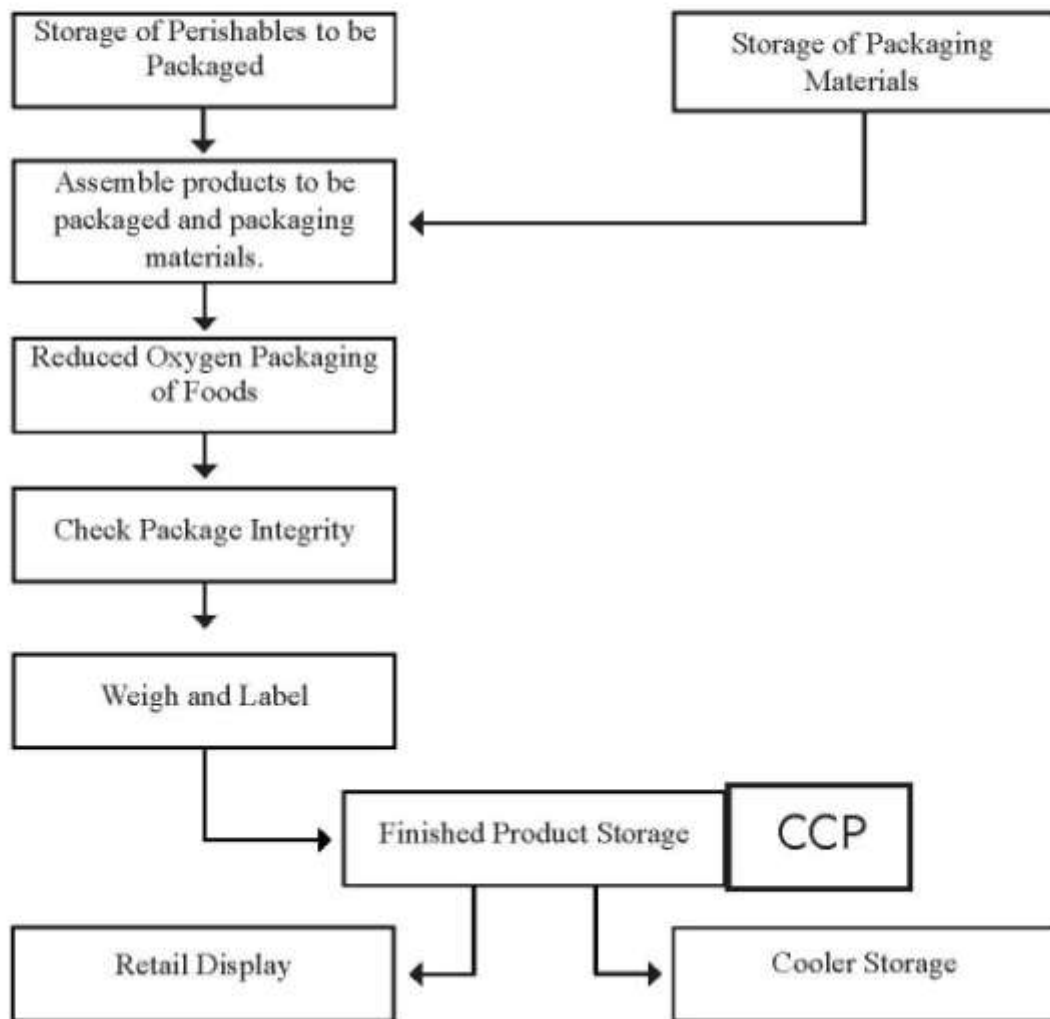 Storage of Perishables to be
Packaged
Storage of Packaging
Materials
Assemble products to be
packaged and packaging
materials.
Reduced Oxygen Packaging
of Foods
Check Package Integrity
Weigh and Label
Finished Product Storage
CCP
Retail Display
Cooler Storage